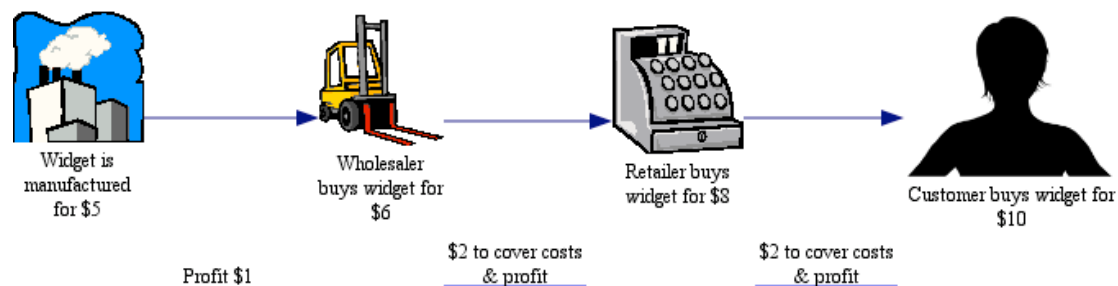 Widget is
manufactured
for $5
Wholesaler
buys widget for
$6
Retailer buys
widget for $8
Customer buys widget for
$10
Profit $1
$2 to cover costs
& profit
$2 to cover costs
& profit